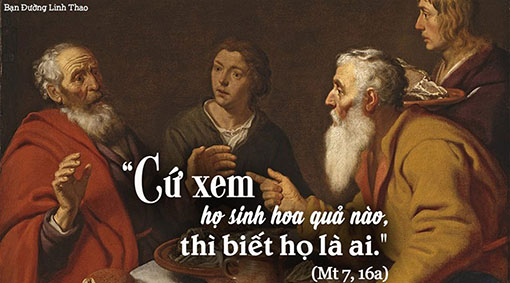 Bạn Đường Linh Thao
“Cứ xem
họ sinh hoa quả nào,
thì biết họ là ai."
(Mt 7, 16a)